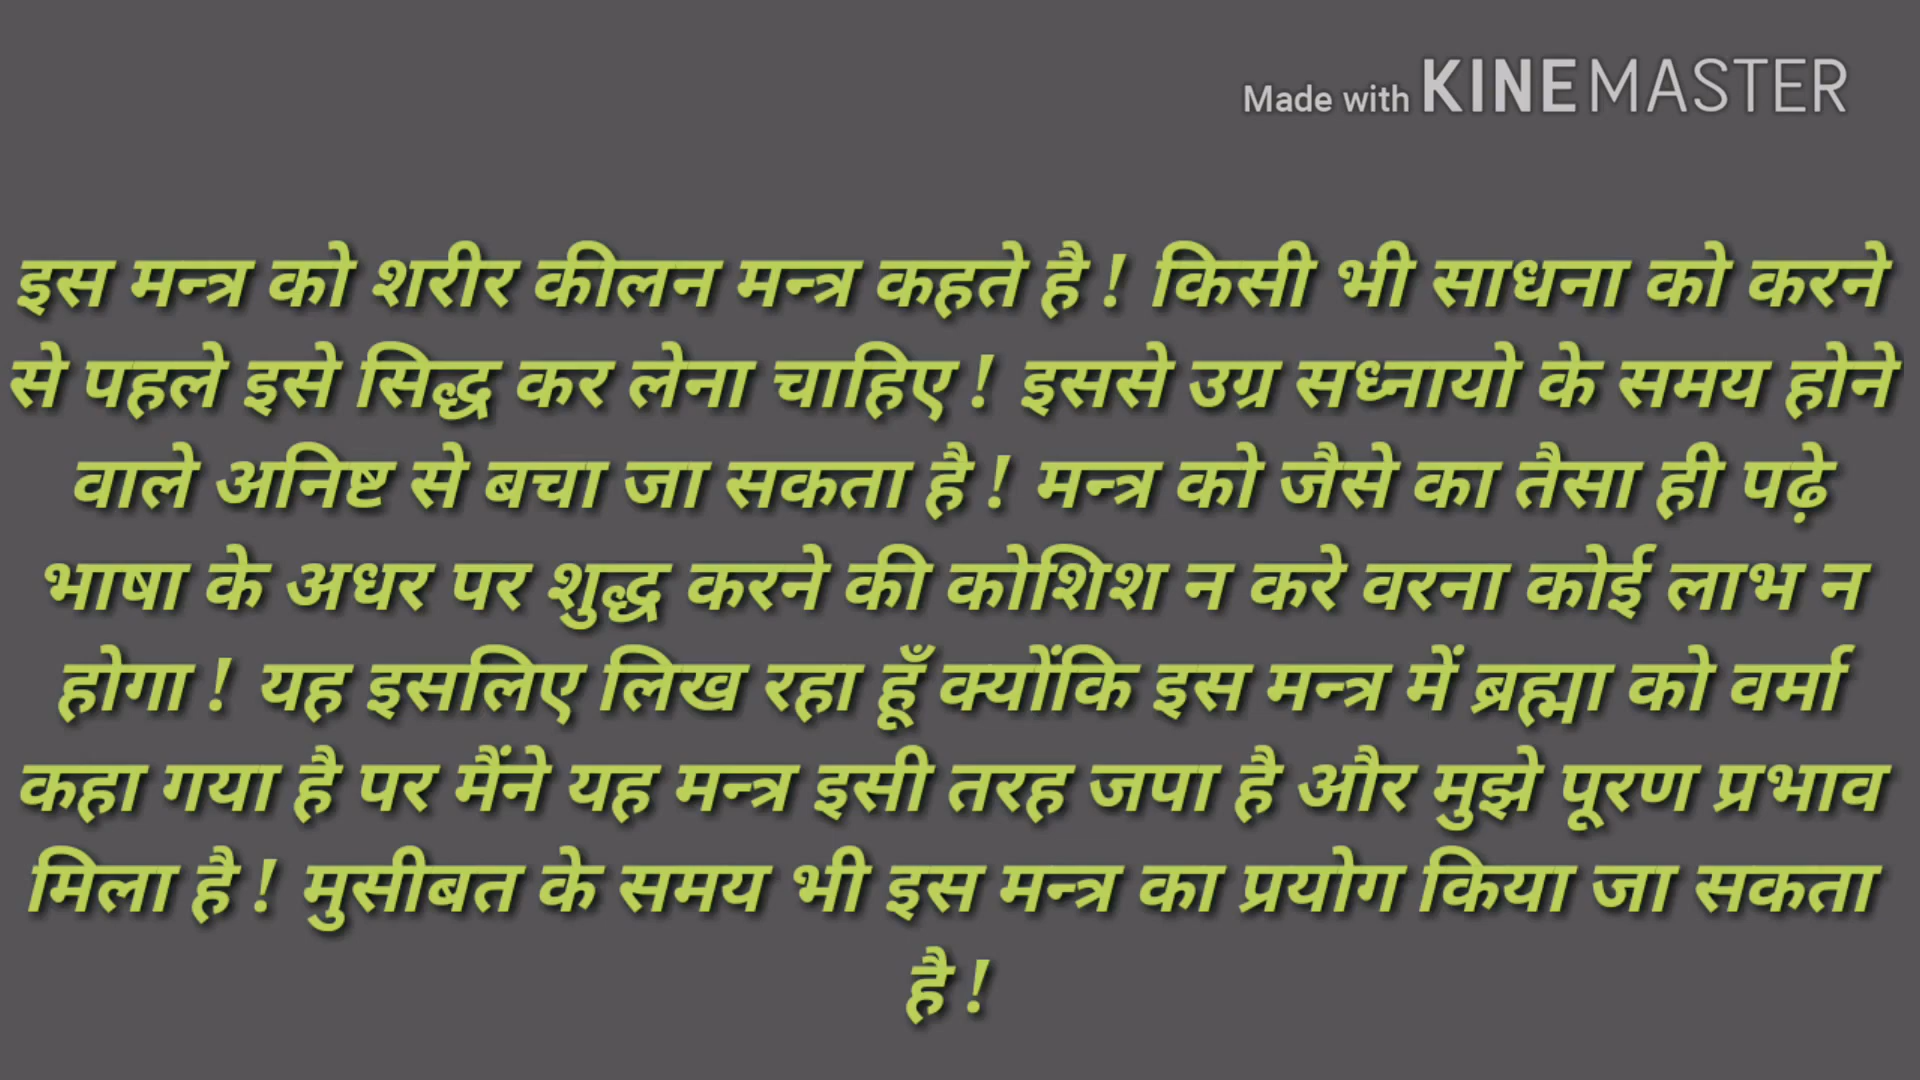 Made with KINEMASTER
इस मन्त्र को शरीर कीलन मन्त्र कहते है ! किसी भी साधना को करने
से पहले इसे सिद्ध कर लेना चाहिए ! इससे उग्र सध्नायो के समय होने
वाले अनिष्ट से बचा जा सकता है ! मन्त्र को जैसे का तैसा ही पढ़े
भाषा के अधर पर शुद्ध करने की कोशिश न करे वरना कोई लाभ न
होगा ! यह इसलिए लिख रहा हूँ क्योंकि इस मन्त्र में ब्रह्मा को वर्मा
कहा गया है पर मैंने यह मन्त्र इसी तरह जपा है और मुझे पूरण प्रभाव
मिला है ! मुसीबत के समय भी इस मन्त्र का प्रयोग किया जा सकता
है !